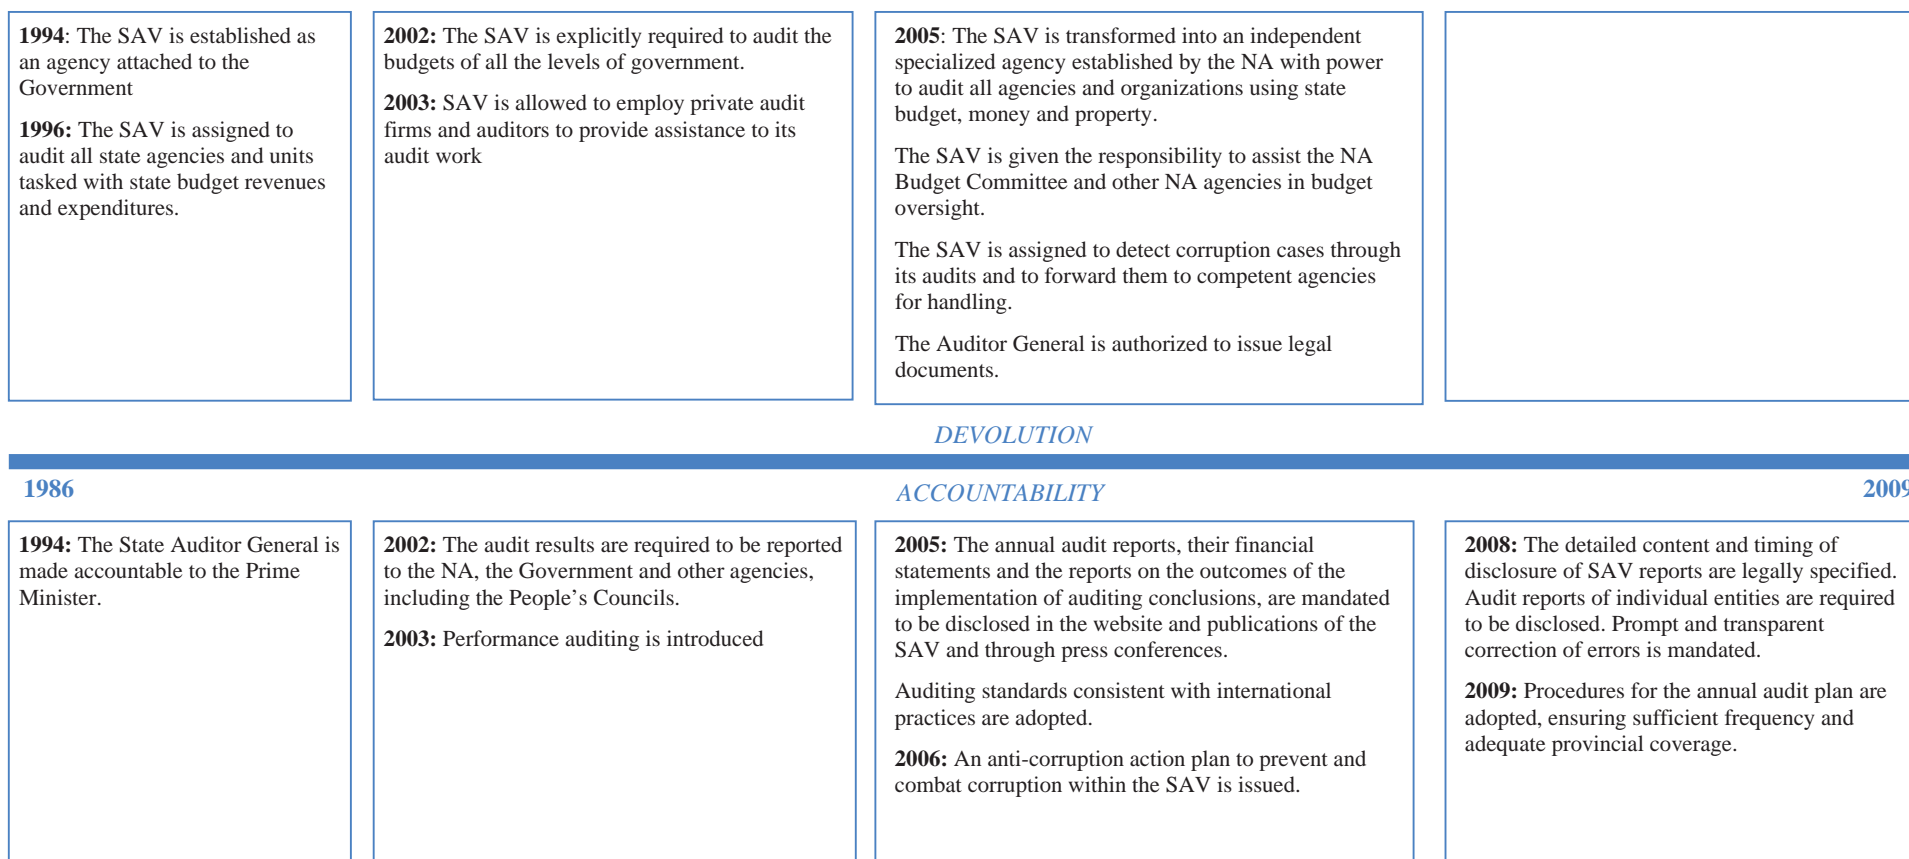 1994: The SAV is established as
an agency attached to the
Government
1996: The SAV is assigned to
audit all state agencies and units
tasked with state budget revenues
and expenditures.
2002: The SAV is explicitly required to audit the
budgets of all the levels of government.
2003: SAV is allowed to employ private audit
firms and auditors to provide assistance to its
audit work
2005: The SAV is transformed into an independent
specialized agency established by the NA with power
to audit all agencies and organizations using state
budget, money and property.
The SAV is given the responsibility to assist the NA
Budget Committee and other NA agencies in budget
oversight.
The SAV is assigned to detect corruption cases through
its audits and to forward them to competent agencies
for handling.
The Auditor General is authorized to issue legal
documents.
DEVOLUTION
1986
ACCOUNTABILITY
2009
1994: The State Auditor General is
made accountable to the Prime
Minister.
2002: The audit results are required to be reported
to the NA, the Government and other agencies,
including the People’s Councils.
2003: Performance auditing is introduced
2005: The annual audit reports, their financial
statements and the reports on the outcomes of the
implementation of auditing conclusions, are mandated
to be disclosed in the website and publications of the
SAV and through press conferences.
Auditing standards consistent with international
practices are adopted.
2006: An anti-corruption action plan to prevent and
combat corruption within the SAV is issued.
2008: The detailed content and timing of
disclosure of SAV reports are legally specified.
Audit reports of individual entities are required
to be disclosed. Prompt and transparent
correction of errors is mandated.
2009: Procedures for the annual audit plan are
adopted, ensuring sufficient frequency and
adequate provincial coverage.